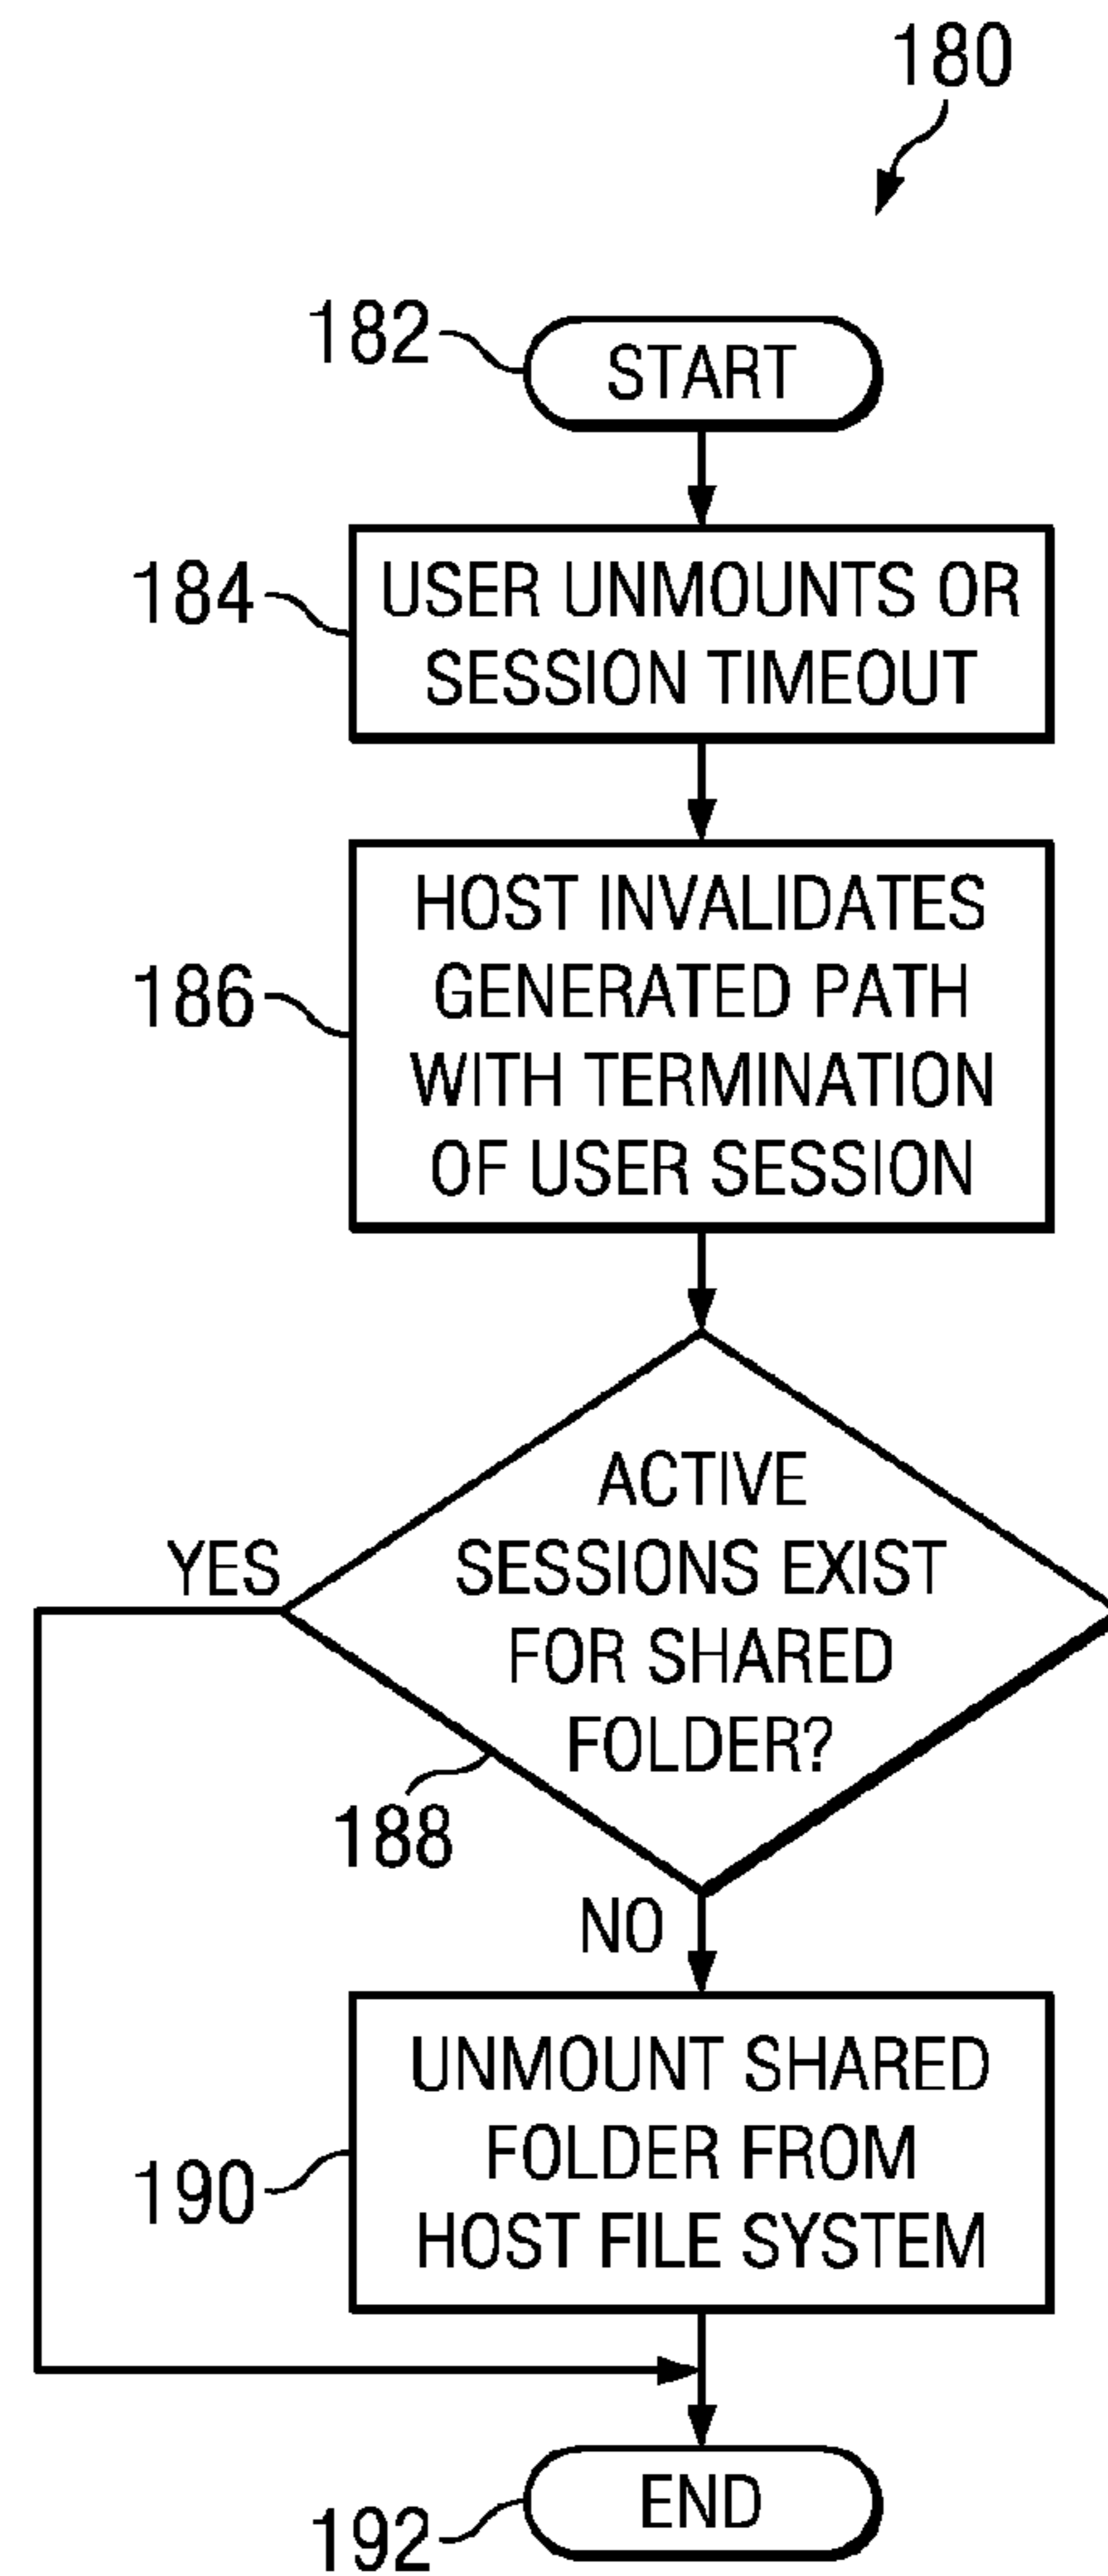 180
182
START
184
USER UNMOUNTS OR
SESSION TIMEOUT
186
HOST INVALIDATES
GENERATED PATH
WITH TERMINATION
OF USER SESSION
YES
ACTIVE
SESSIONS EXIST
FOR SHARED
FOLDER?
188
NO
190
UNMOUNT SHARED
FOLDER FROM
HOST FILE SYSTEM
192
END